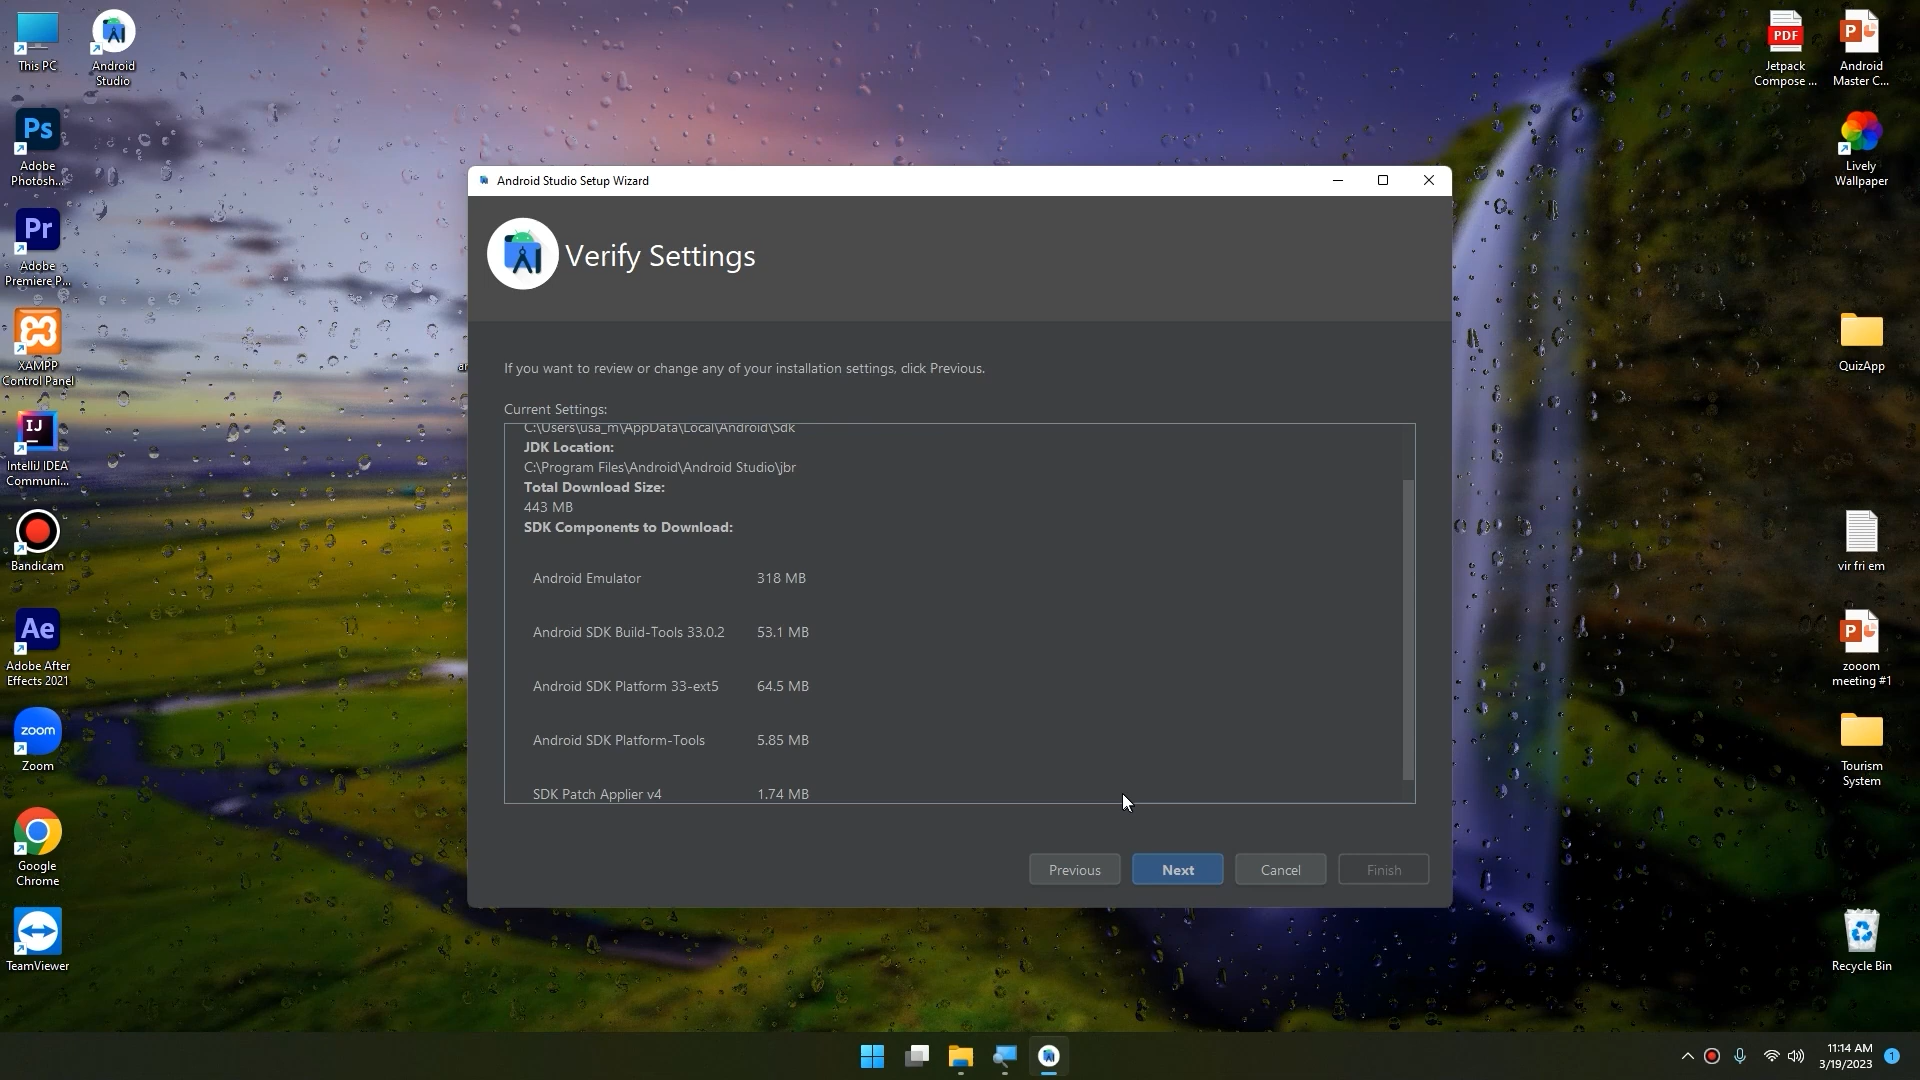 This PC
Android
Studio
Ps
Adobe
Photosh...
Pr
Adobe
Premiere P...
XAMPP
Control Panel
IJ
IntelliJ IDEA
Communi...
Bandicam
Ae
Adobe After
Effects 2021
zoom
Zoom
Google
Chrome
TeamViewer
Android Studio Setup Wizard
Verify Settings
If you want to review or change any of your installation settings, click Previous.
Current Settings:
C:\Users\usa_m\AppData\Local\Android\Sdk
JDK Location:
C:\Program Files\Android\Android Studio\jbr
Total Download Size:
443 MB
SDK Components to Download:
Android Emulator 318 MB
Android SDK Build-Tools 33.0.2 53.1 MB
Android SDK Platform 33-ext5 64.5 MB
Android SDK Platform-Tools 5.85 MB
SDK Patch Applier v4 1.74 MB
Previous Next Cancel Finish
PDF
Jetpack
Compose ...
P
Android
Master C...
Lively
Wallpaper
QuizApp
vir fri em
P
zooom
meeting #1
Tourism
System
Recycle Bin
11:14 AM
3/19/2023
1